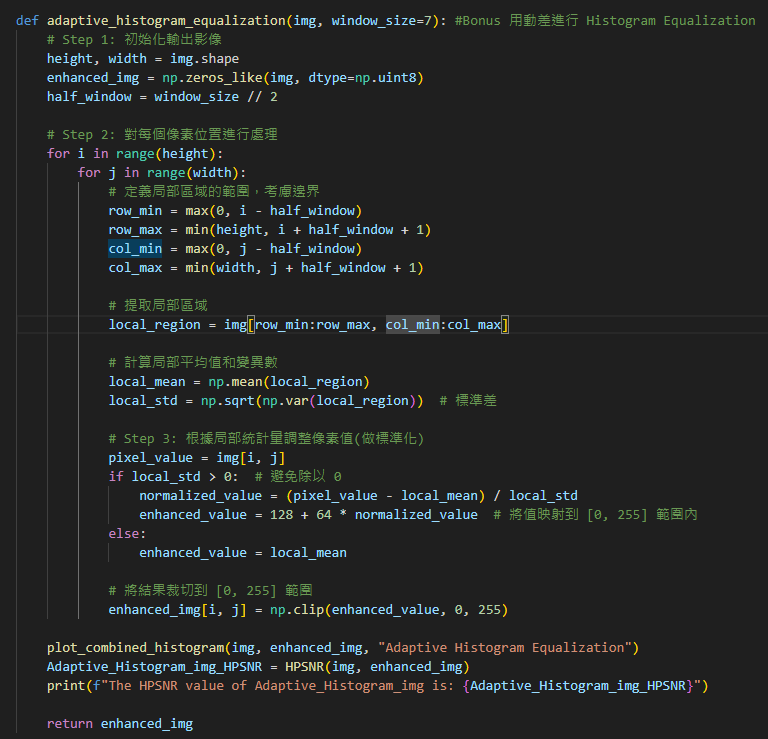 def adaptive_histogram_equalization(img, window_size=7): #Bonus 用動差進行 Histogram Equalization
    # Step 1: 初始化輸出影像
    height, width = img.shape
    enhanced_img = np.zeros_like(img, dtype=np.uint8)
    half_window = window_size // 2

    # Step 2: 對每個像素位置進行處理
    for i in range(height):
        for j in range(width):
            # 定義局部區域的範圍，考慮邊界
            row_min = max(0, i - half_window)
            row_max = min(height, i + half_window + 1)
            col_min = max(0, j - half_window)
            col_max = min(width, j + half_window + 1)

            # 提取局部區域
            local_region = img[row_min:row_max, col_min:col_max]

            # 計算局部平均值和變異數
            local_mean = np.mean(local_region)
            local_std = np.sqrt(np.var(local_region))  # 標準差

            # Step 3: 根據局部統計量調整像素值(做標準化)
            pixel_value = img[i, j]
            if local_std > 0:  # 避免除以 0
                normalized_value = (pixel_value - local_mean) / local_std
                enhanced_value = 128 + 64 * normalized_value  # 將值映射到 [0, 255] 範圍內
            else:
                enhanced_value = local_mean

            # 將結果裁切到 [0, 255] 範圍
            enhanced_img[i, j] = np.clip(enhanced_value, 0, 255)

    plot_combined_histogram(img, enhanced_img, "Adaptive Histogram Equalization")
    Adaptive_Histogram_img_HPSNR = HPSNR(img, enhanced_img)
    print(f"The HPSNR value of Adaptive_Histogram_img is: {Adaptive_Histogram_img_HPSNR}")

    return enhanced_img